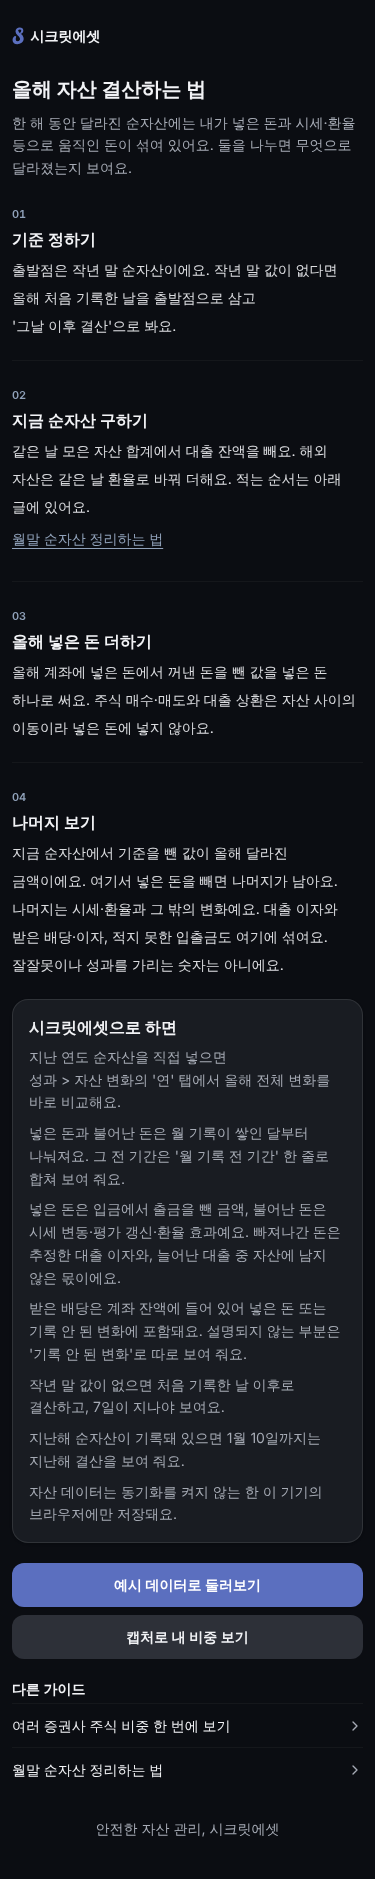 시크릿에셋
올해 자산 결산하는 법
한 해 동안 달라진 순자산에는 내가 넣은 돈과 시세·환율
등으로 움직인 돈이 섞여 있어요. 둘을 나누면 무엇으로
달라졌는지 보여요.
01
기준 정하기
출발점은 작년 말 순자산이에요. 작년 말 값이 없다면
올해 처음 기록한 날을 출발점으로 삼고
'그날 이후 결산'으로 봐요.
02
지금 순자산 구하기
같은 날 모은 자산 합계에서 대출 잔액을 빼요. 해외
자산은 같은 날 환율로 바꿔 더해요. 적는 순서는 아래
글에 있어요.
월말 순자산 정리하는 법
03
올해 넣은 돈 더하기
올해 계좌에 넣은 돈에서 꺼낸 돈을 뺀 값을 넣은 돈
하나로 써요. 주식 매수·매도와 대출 상환은 자산 사이의
이동이라 넣은 돈에 넣지 않아요.
04
나머지 보기
지금 순자산에서 기준을 뺀 값이 올해 달라진
금액이에요. 여기서 넣은 돈을 빼면 나머지가 남아요.
나머지는 시세·환율과 그 밖의 변화예요. 대출 이자와
받은 배당·이자, 적지 못한 입출금도 여기에 섞여요.
잘잘못이나 성과를 가리는 숫자는 아니에요.
시크릿에셋으로 하면
지난 연도 순자산을 직접 넣으면
성과 > 자산 변화의 '연' 탭에서 올해 전체 변화를
바로 비교해요.
넣은 돈과 불어난 돈은 월 기록이 쌓인 달부터
나눠져요. 그 전 기간은 '월 기록 전 기간' 한 줄로
합쳐 보여 줘요.
넣은 돈은 입금에서 출금을 뺀 금액, 불어난 돈은
시세 변동·평가 갱신·환율 효과예요. 빠져나간 돈은
추정한 대출 이자와, 늘어난 대출 중 자산에 남지
않은 몫이에요.
받은 배당은 계좌 잔액에 들어 있어 넣은 돈 또는
기록 안 된 변화에 포함돼요. 설명되지 않는 부분은
'기록 안 된 변화'로 따로 보여 줘요.
작년 말 값이 없으면 처음 기록한 날 이후로
결산하고, 7일이 지나야 보여요.
지난해 순자산이 기록돼 있으면 1월 10일까지는
지난해 결산을 보여 줘요.
자산 데이터는 동기화를 켜지 않는 한 이 기기의
브라우저에만 저장돼요.
예시 데이터로 둘러보기
캡처로 내 비중 보기
다른 가이드
여러 증권사 주식 비중 한 번에 보기
월말 순자산 정리하는 법
안전한 자산 관리, 시크릿에셋